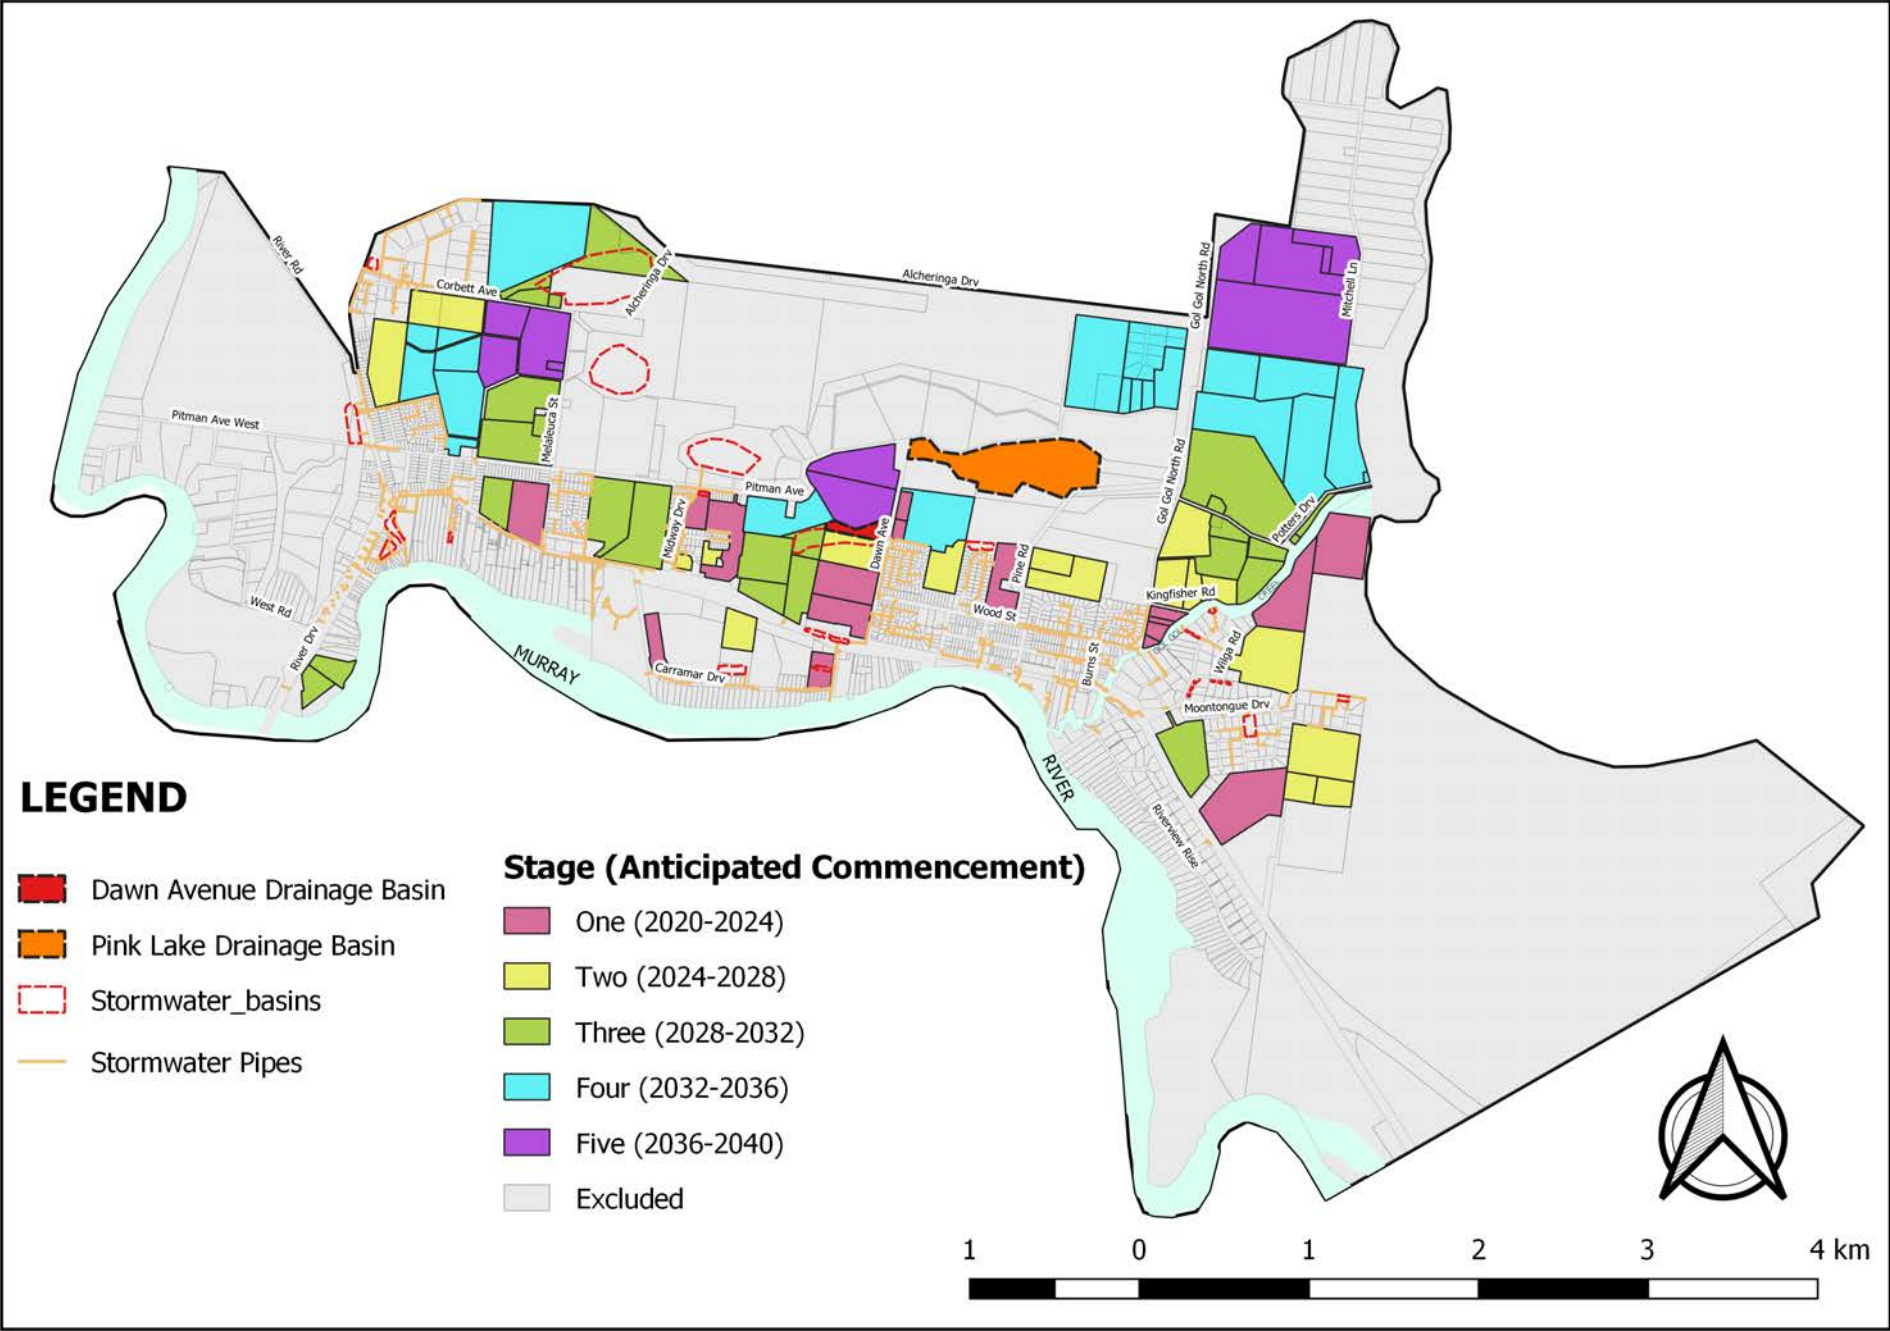 River Rd
Corbett Ave
Alcheringa Drv
Alcheringa Drv
Gol Gol North Rd
Mitchell Ln
Pitman Ave West
Melaleuca St
Gol Gol North Rd
Pitman Ave
Midway Drv
Dawn Ave
Pine Rd
Potters Drv
Kingfisher Rd
CREEK
West Rd
Wood St
River Drv
MURRAY
Carramar Drv
Burns St
GOL GOL
Wilga Rd
Moontongue Drv
RIVER
Riverview Rise
LEGEND
Dawn Avenue Drainage Basin
Pink Lake Drainage Basin
Stormwater_basins
Stormwater Pipes
Stage (Anticipated Commencement)
One (2020-2024)
Two (2024-2028)
Three (2028-2032)
Four (2032-2036)
Five (2036-2040)
Excluded
1 0 1 2 3 4 km